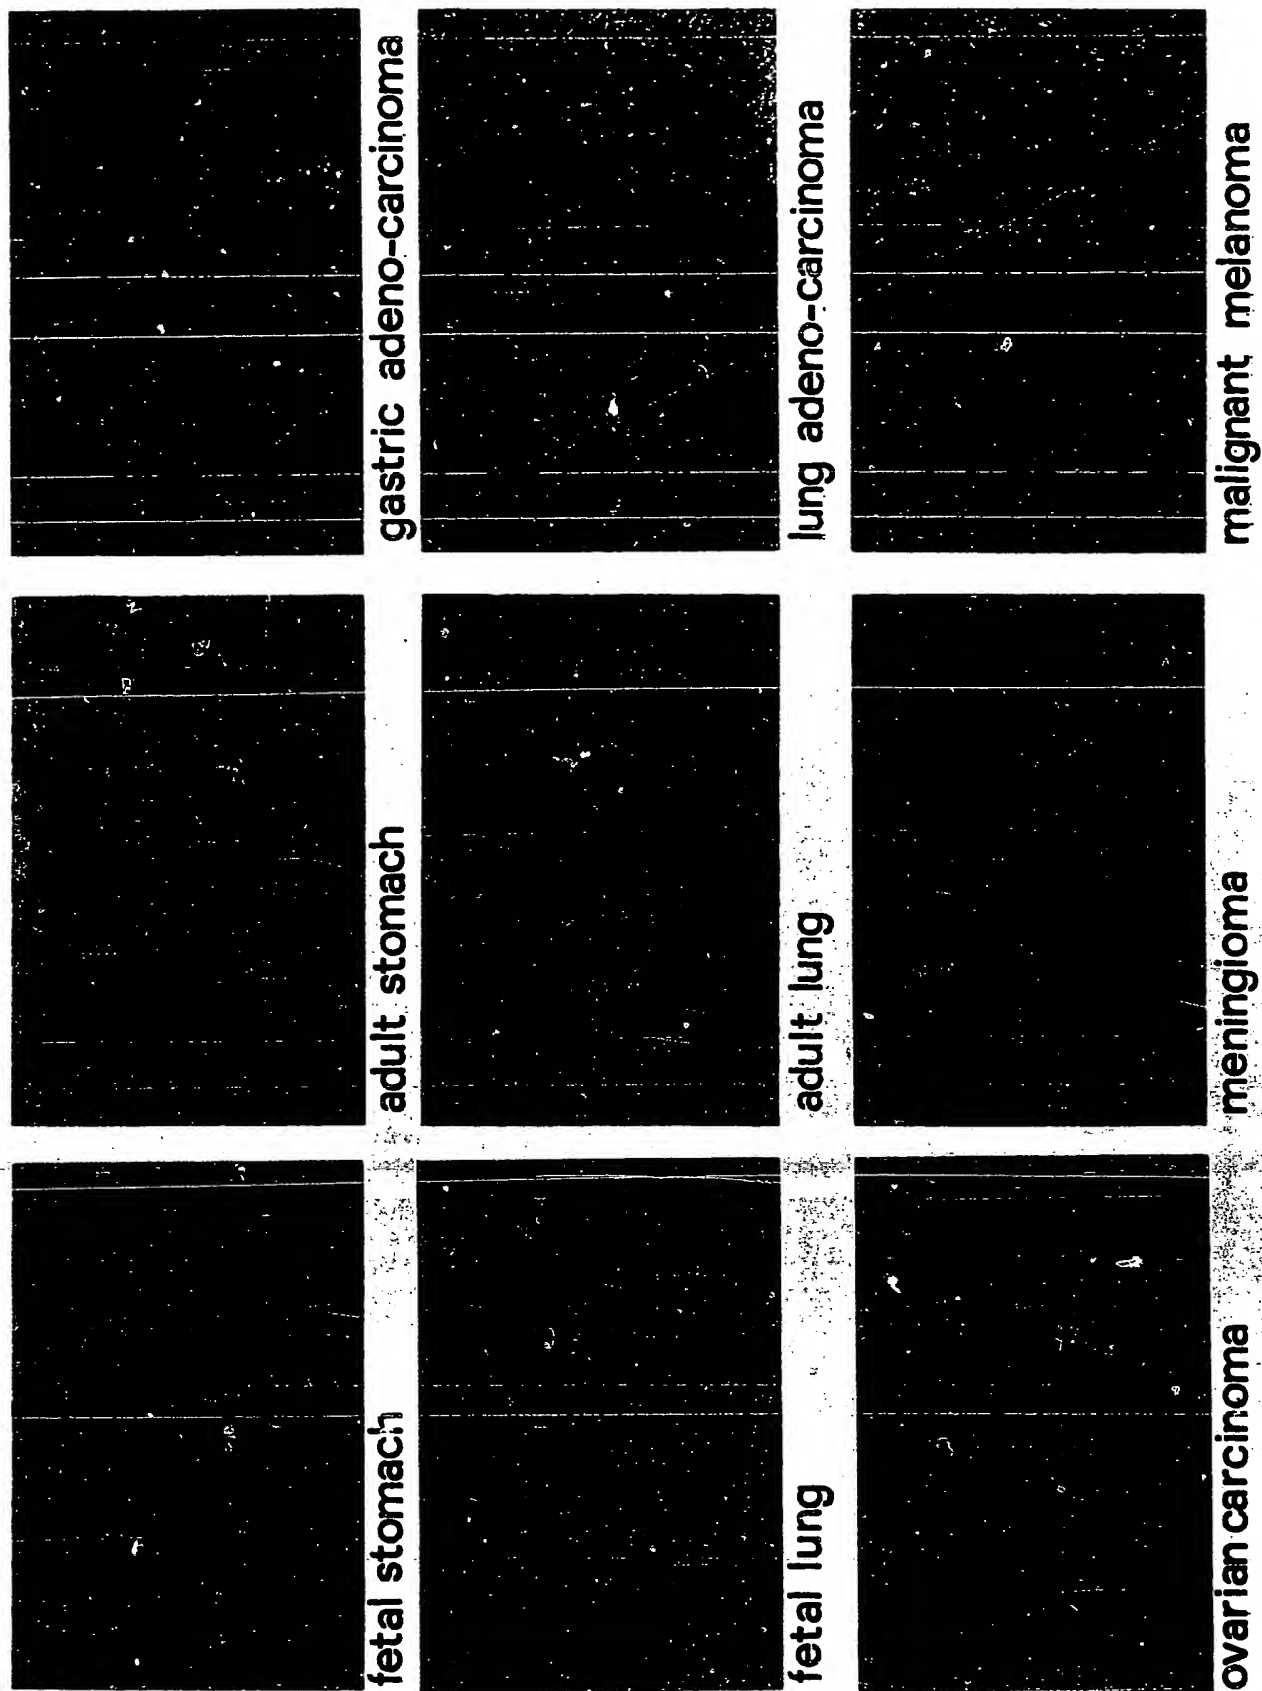 fetal stomach
adult stomach
gastric adeno-carcinoma
fetal lung
adult lung
lung adeno-carcinoma
ovarian carcinoma
meningioma
malignant melanoma